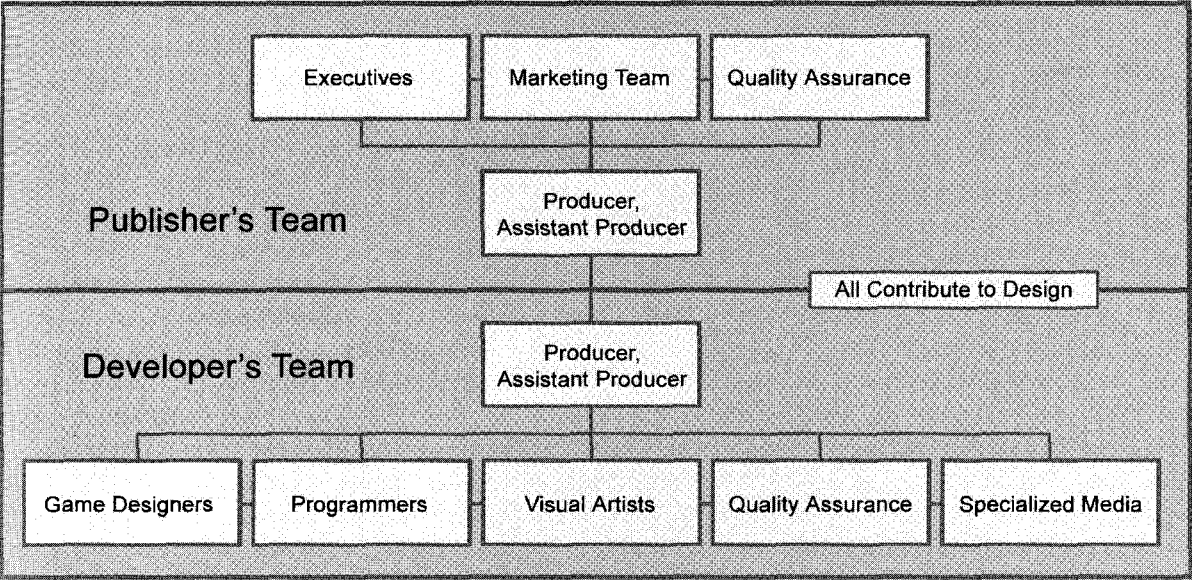 Executives
Marketing Team
Quality Assurance
Publisher's Team
Producer,
Assistant Producer
All Contribute to Design
Developer's Team
Producer,
Assistant Producer
Game Designers
Programmers
Visual Artists
Quality Assurance
Specialized Media